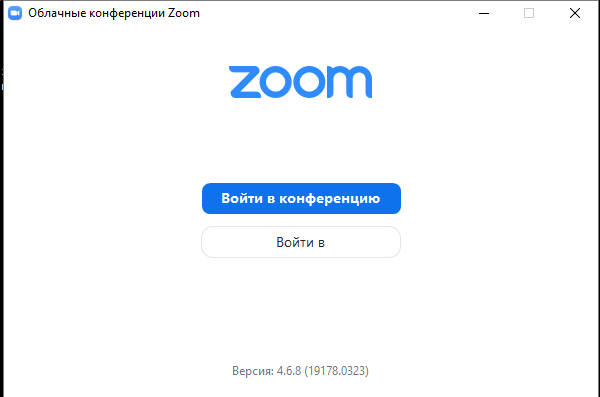 Облачные конференции Zoom
zoom
Войти в конференцию
Войти в
Версия: 4.6.8 (19178.0323)